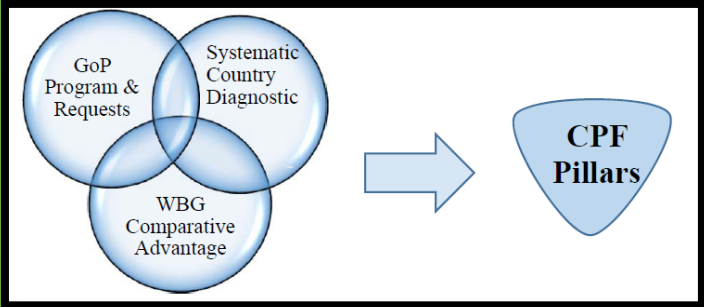 GoP
Program &
Requests
Systematic
Country
Diagnostic
WBG
Comparative
Advantage
CPF
Pillars